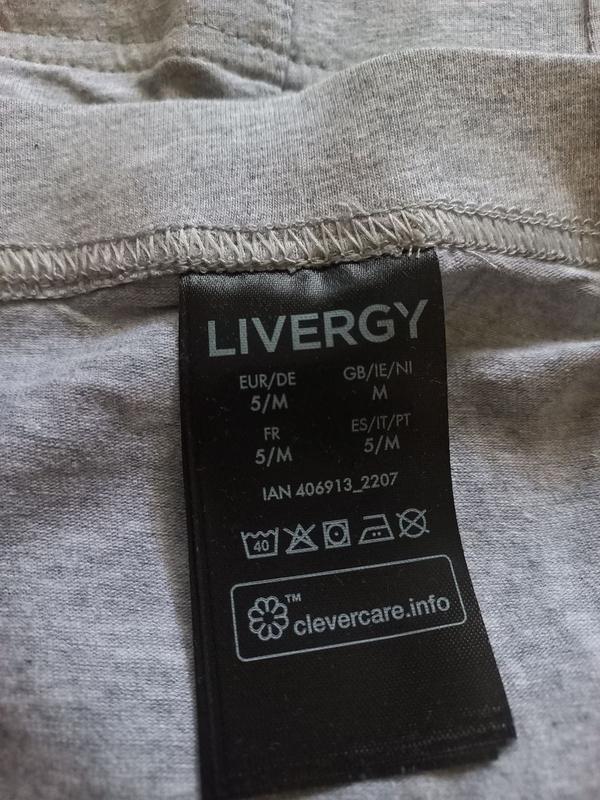 LIVERGY
EUR/DE GB/IE/NI
5/M M
FR ES/IT/PT
5/M 5/M
IAN 406913_2207
40
™ clevercare.info